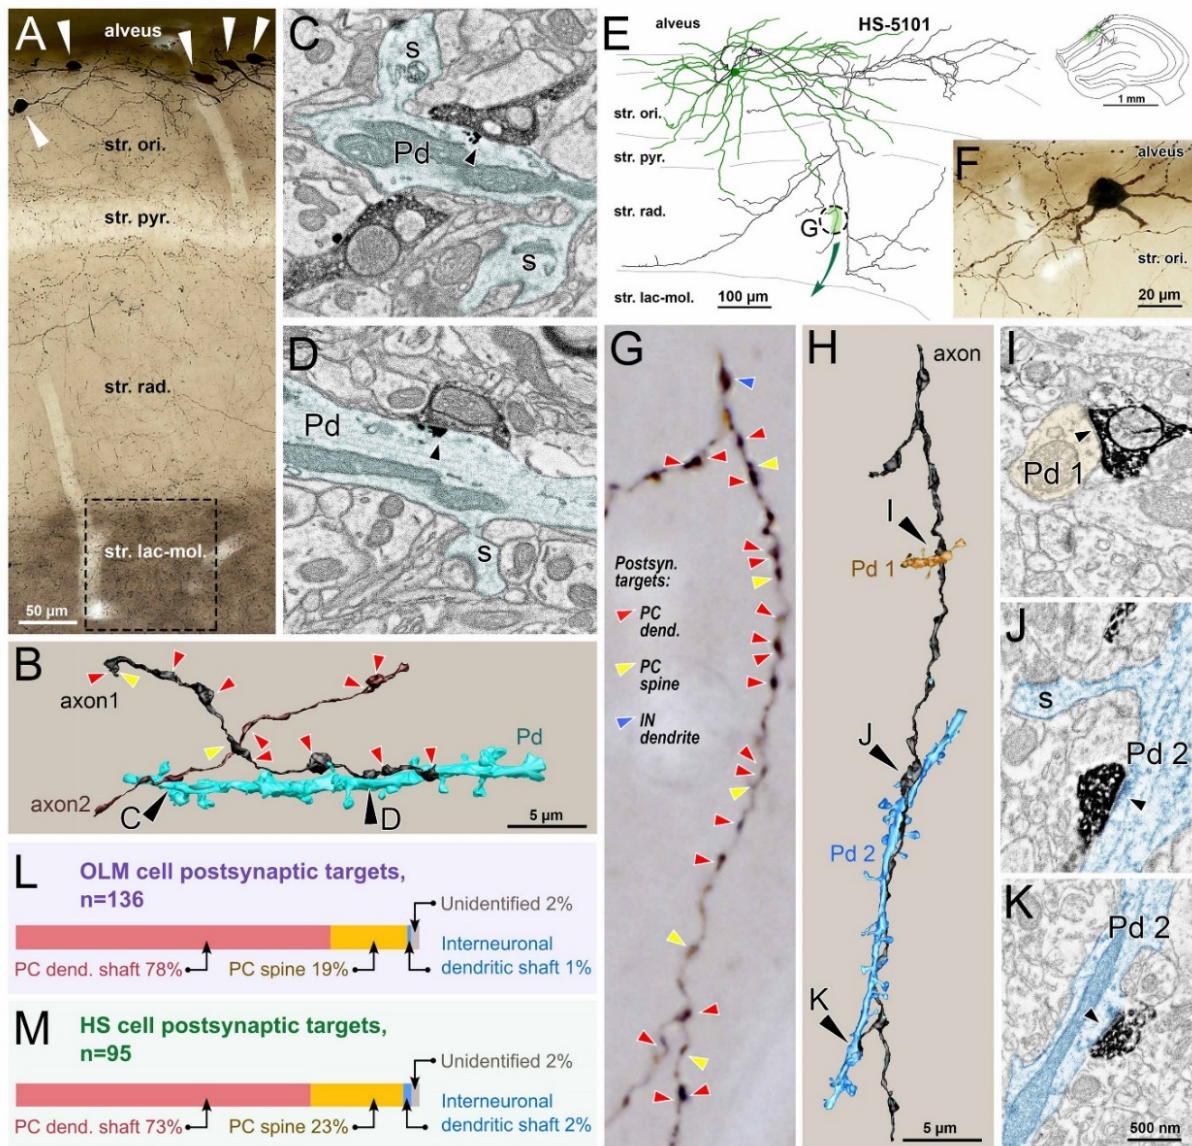 A
alveus
str. ori.
str. pyr.
str. rad.
str. lac-mol.
50 µm
C
s
Pd
s
D
Pd
s
E
alveus
HS-5101
str. ori.
str. pyr.
str. rad.
G
str. lac-mol.
100 µm
1 mm
F
alveus
str. ori.
20 µm
B
axon1
axon2
Pd
C
D
5 µm
G
Postsyn.
targets:
PC
dend.
PC
spine
IN
dendrite
H
axon
I
Pd 1
J
Pd 2
K
5 µm
I
Pd 1
J
s
Pd 2
K
Pd 2
500 nm
L
OLM cell postsynaptic targets,
n=136
Unidentified 2%
Interneuronal
dendritic shaft 1%
PC dend. shaft 78%
PC spine 19%
M
HS cell postsynaptic targets,
n=95
Unidentified 2%
Interneuronal
dendritic shaft 2%
PC dend. shaft 73%
PC spine 23%